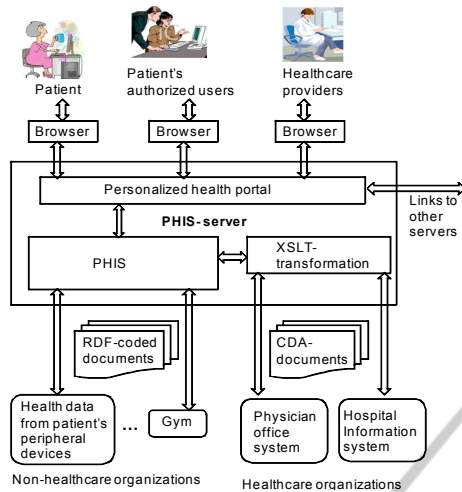 Patient
Patient's
authorized users
Healthcare
providers
Browser
Browser
Browser
Personalized health portal
Links to
other
servers
PHIS-server
PHIS
XSLT-
transformation
RDF-coded
documents
CDA-
documents
Health data
from patient's
peripheral
devices
...
Gym
Physician
office
system
Hospital
Information
system
Non-healthcare organizations
Healthcare organizations